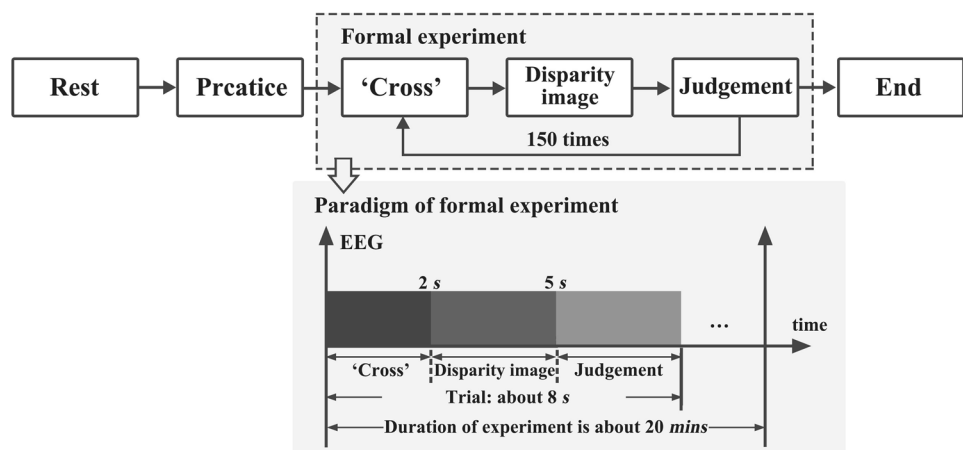 Formal experiment
Rest
Prcatice
‘Cross’
Disparity
image
Judgement
End
150 times
Paradigm of formal experiment
EEG
2 s
5 s
...
time
‘Cross’
Disparity image
Judgement
Trial: about 8 s
Duration of experiment is about 20 mins